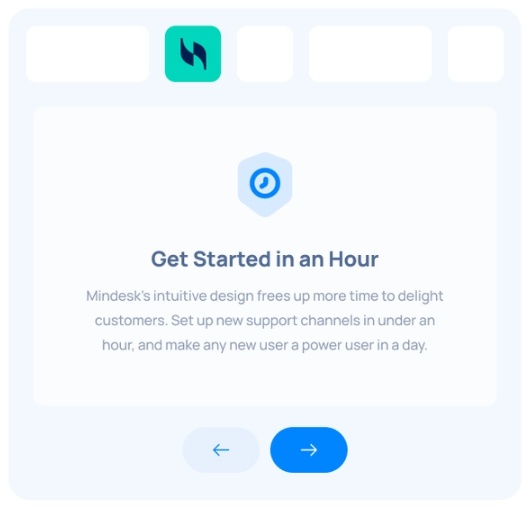 Get Started in an Hour
Mindesk's intuitive design frees up more time to delight
customers. Set up new support channels in under an
hour, and make any new user a power user in a day.